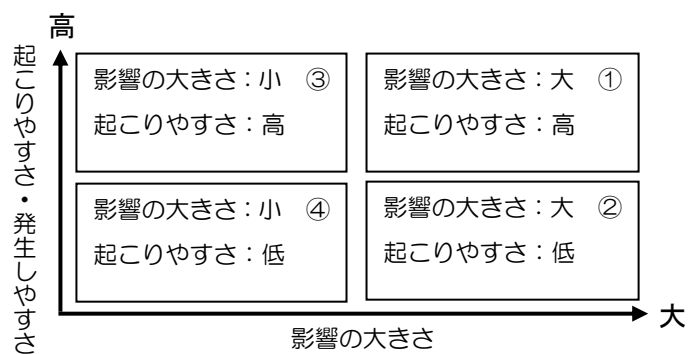 高
起こりやすさ・発生しやすさ
影響の大きさ：小　③
起こりやすさ：高
影響の大きさ：大　①
起こりやすさ：高
影響の大きさ：小　④
起こりやすさ：低
影響の大きさ：大　②
起こりやすさ：低
大
影響の大きさ